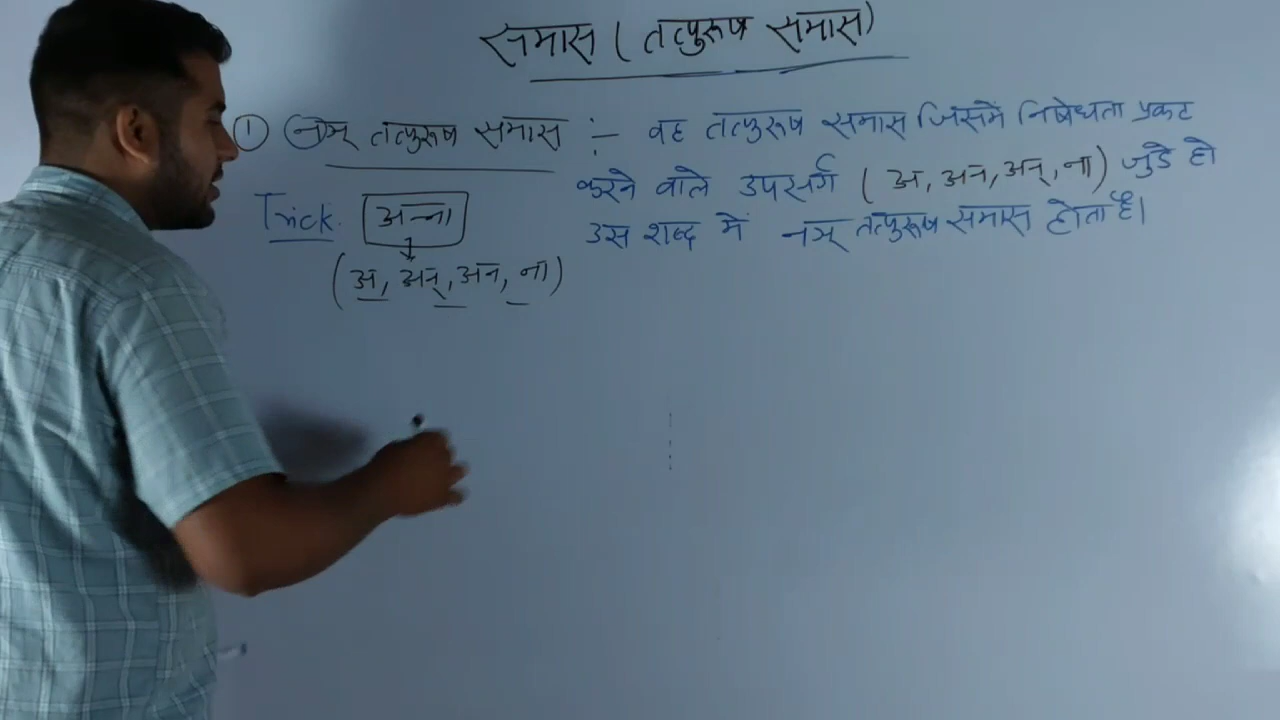 समास ( तत्पुरूष समास )
① नञ् तत्पुरूष समास :- वह तत्पुरूष समास जिसमे निषेधता प्रकट
करने वाले उपसर्ग ( अ, अन, अन्, ना ) जुडे हो
उस शब्द में नञ् तत्पुरूष समास होता है।
Trick. अन्ना
( अ, अन्, अन, ना )